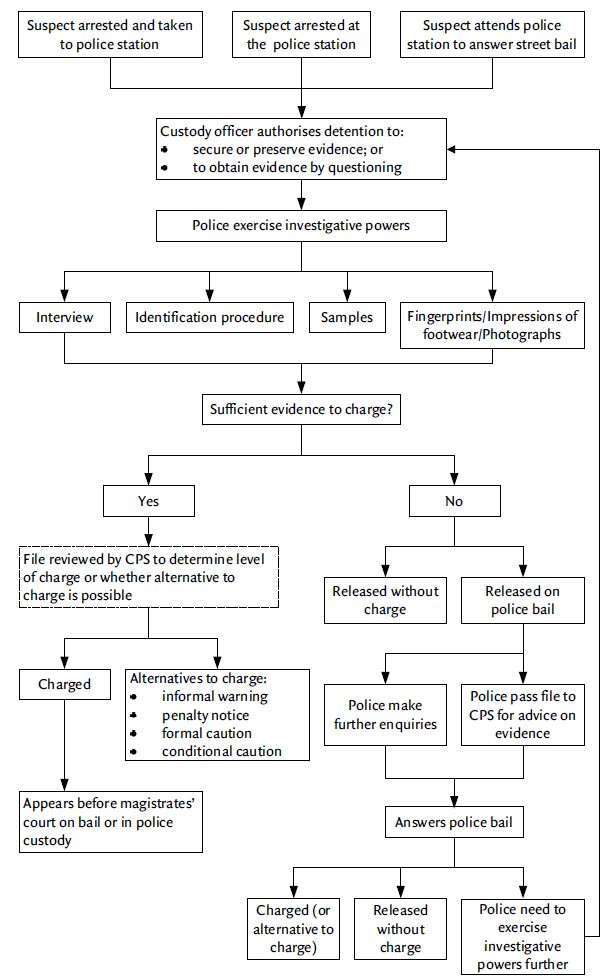 Suspect arrested and taken
to police station
Suspect arrested at
the police station
Suspect attends police
station to answer street bail
Custody officer authorises detention to:
• secure or preserve evidence; or
• to obtain evidence by questioning
Police exercise investigative powers
Interview
Identification procedure
Samples
Fingerprints/Impressions of
footwear/Photographs
Sufficient evidence to charge?
Yes
No
File reviewed by CPS to determine level
of charge or whether alternative to
charge is possible
Released without
charge
Released on
police bail
Charged
Alternatives to charge:
• informal warning
• penalty notice
• formal caution
• conditional caution
Police make
further enquiries
Police pass file to
CPS for advice on
evidence
Appears before magistrates’
court on bail or in police
custody
Answers police bail
Charged (or
alternative to
charge)
Released
without
charge
Police need to
exercise
investigative
powers further